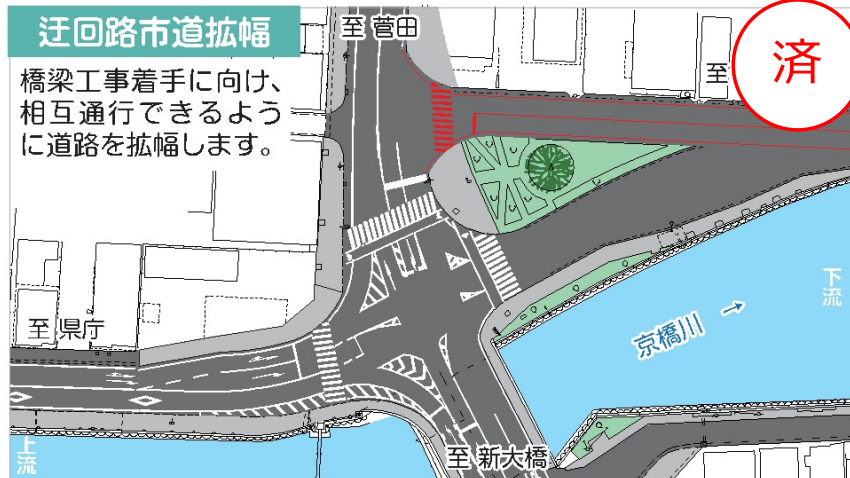 迂回路市道拡幅
橋梁工事着手に向け、
相互通行できるよう
に道路を拡幅します。
至 菅田
至
済
至 県庁
京橋川
→
下流
上流
至 新大橋